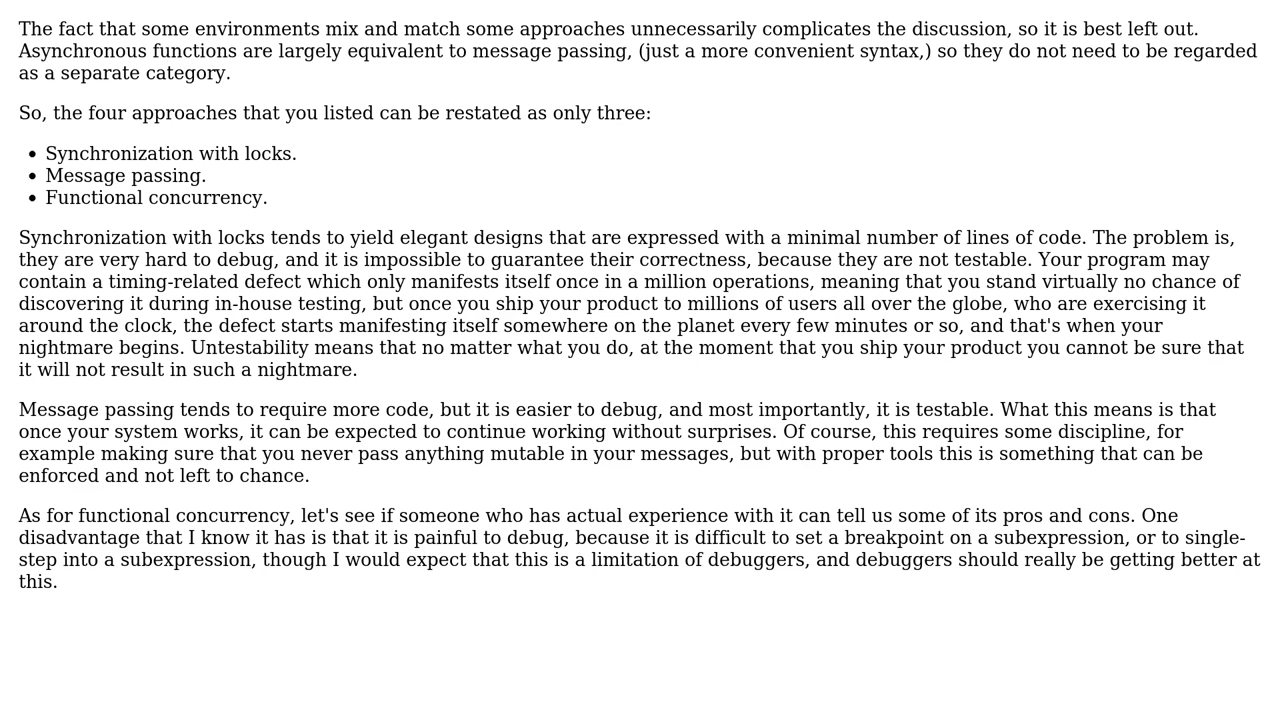 The fact that some environments mix and match some approaches unnecessarily complicates the discussion, so it is best left out.
Asynchronous functions are largely equivalent to message passing, (just a more convenient syntax,) so they do not need to be regarded
as a separate category.
So, the four approaches that you listed can be restated as only three:
• Synchronization with locks.
• Message passing.
• Functional concurrency.
Synchronization with locks tends to yield elegant designs that are expressed with a minimal number of lines of code. The problem is,
they are very hard to debug, and it is impossible to guarantee their correctness, because they are not testable. Your program may
contain a timing-related defect which only manifests itself once in a million operations, meaning that you stand virtually no chance of
discovering it during in-house testing, but once you ship your product to millions of users all over the globe, who are exercising it
around the clock, the defect starts manifesting itself somewhere on the planet every few minutes or so, and that's when your
nightmare begins. Untestability means that no matter what you do, at the moment that you ship your product you cannot be sure that
it will not result in such a nightmare.
Message passing tends to require more code, but it is easier to debug, and most importantly, it is testable. What this means is that
once your system works, it can be expected to continue working without surprises. Of course, this requires some discipline, for
example making sure that you never pass anything mutable in your messages, but with proper tools this is something that can be
enforced and not left to chance.
As for functional concurrency, let's see if someone who has actual experience with it can tell us some of its pros and cons. One
disadvantage that I know it has is that it is painful to debug, because it is difficult to set a breakpoint on a subexpression, or to single-
step into a subexpression, though I would expect that this is a limitation of debuggers, and debuggers should really be getting better at
this.